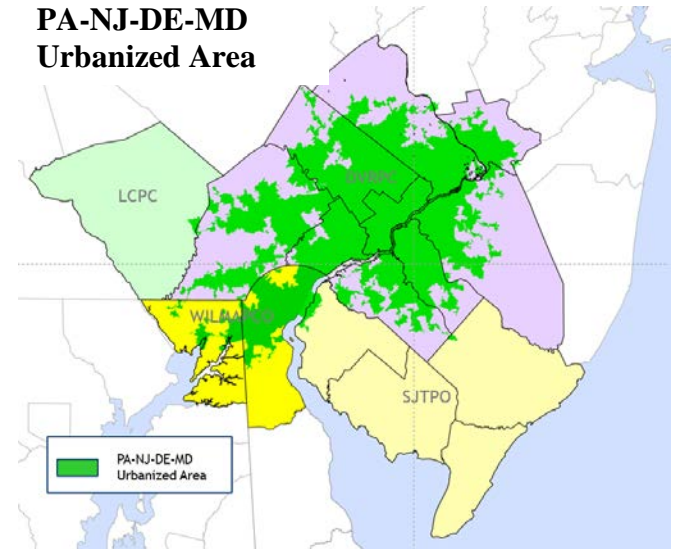 PA-NJ-DE-MD
Urbanized Area
DVRPC
LCPC
WILMAPCO
SJTPO
PA-NJ-DE-MD
Urbanized Area